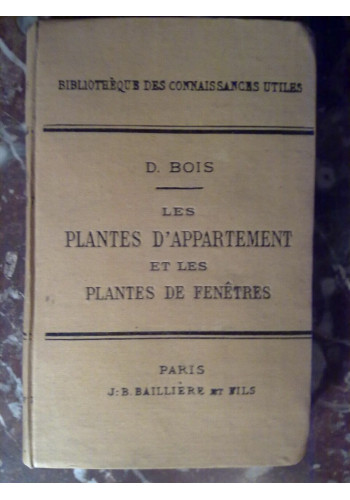 BIBLIOTHÈQUE DES CONNAISSANCES UTILES
D. BOIS
LES
PLANTES D'APPARTEMENT
ET LES
PLANTES DE FENÊTRES
PARIS
J.-B. BAILLIÈRE ET FILS